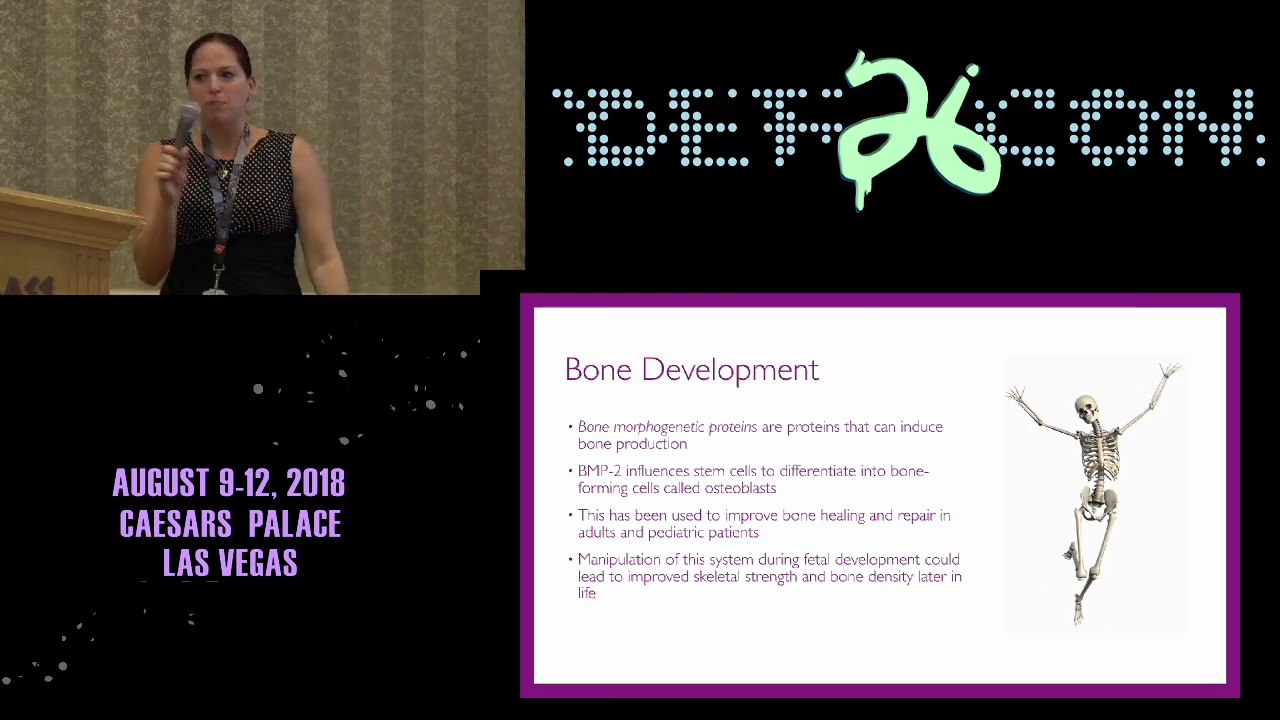 DEF 26 CON
Bone Development
• Bone morphogenetic proteins are proteins that can induce
bone production
• BMP-2 influences stem cells to differentiate into bone-
forming cells called osteoblasts
• This has been used to improve bone healing and repair in
adults and pediatric patients
• Manipulation of this system during fetal development could
lead to improved skeletal strength and bone density later in
life
AUGUST 9-12, 2018
CAESARS PALACE
LAS VEGAS